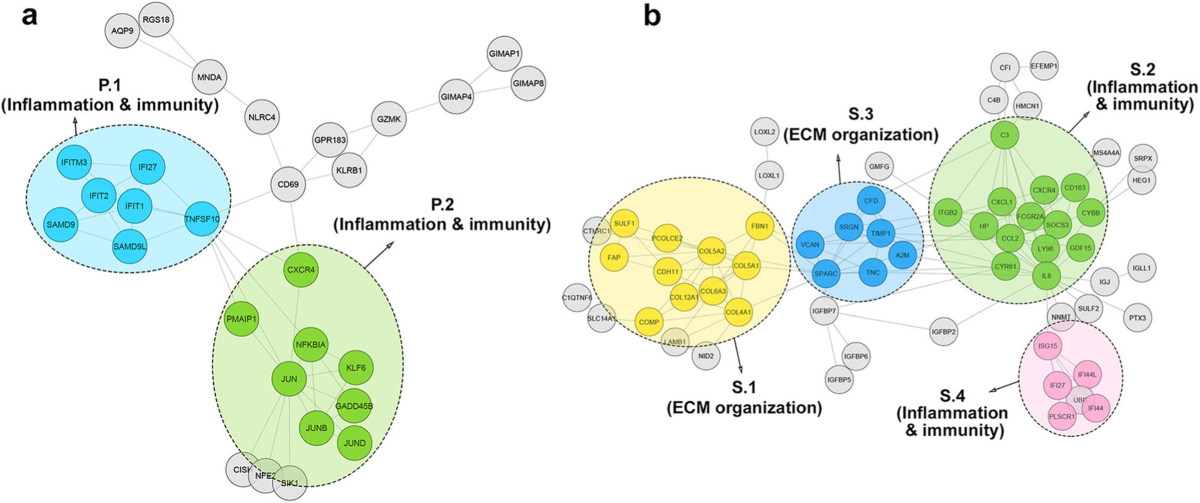 a
RGS18
AQP9
MNDA
GIMAP1
GIMAP8
GIMAP4
P.1
(Inflammation & immunity)
NLRC4
GZMK
GPR183
KLRB1
CD69
IFITM3
IFI27
IFIT2
IFIT1
TNFSF10
SAMD9
SAMD9L
P.2
(Inflammation & immunity)
CXCR4
PMAIP1
NFKBIA
KLF6
JUN
GADD45B
JUNB
JUND
SIK1
b
CFI
EFEMP1
C4B
HMCN1
S.2
(Inflammation
& immunity)
S.3
(ECM organization)
LOXL2
LOXL1
GMFG
C3
MS4A4A
SRPX
HEG1
CXCR4
CD163
CXCL1
ITGB2
FCGR2A
CYBB
HP
SOCS3
CCL2
LY96
GDF15
CYR61
IL6
CFD
SRGN
TIMP1
VCAN
A2M
SPARC
TNC
SULF1
FBN1
PCOLCE2
COL5A2
FAP
CDH11
COL5A1
COL12A1
COL6A3
COMP
COL4A1
C1QTNF6
SLC14A1
LAMB1
NID2
IGFBP7
IGFBP2
IGFBP6
IGFBP5
IGJ
IGLL1
SULF2
PTX3
NNMT
ISG15
IFI44L
IFI27
PLSCR1
IFI44
S.1
(ECM organization)
S.4
(Inflammation
& immunity)